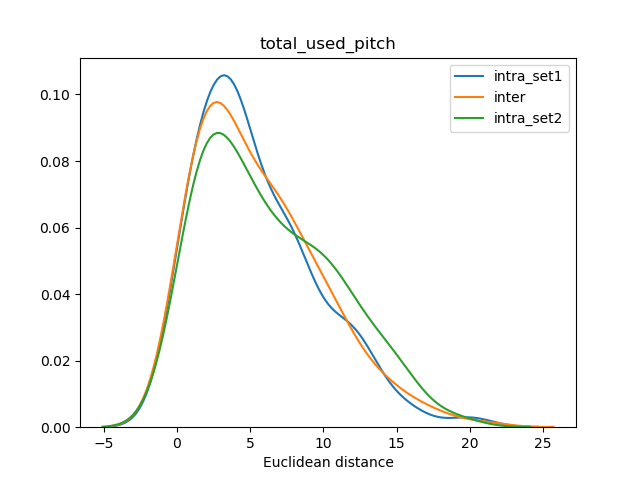 total_used_pitch
intra_set1
inter
intra_set2
0.10
0.08
0.06
0.04
0.02
0.00
−5 0 5 10 15 20 25
Euclidean distance